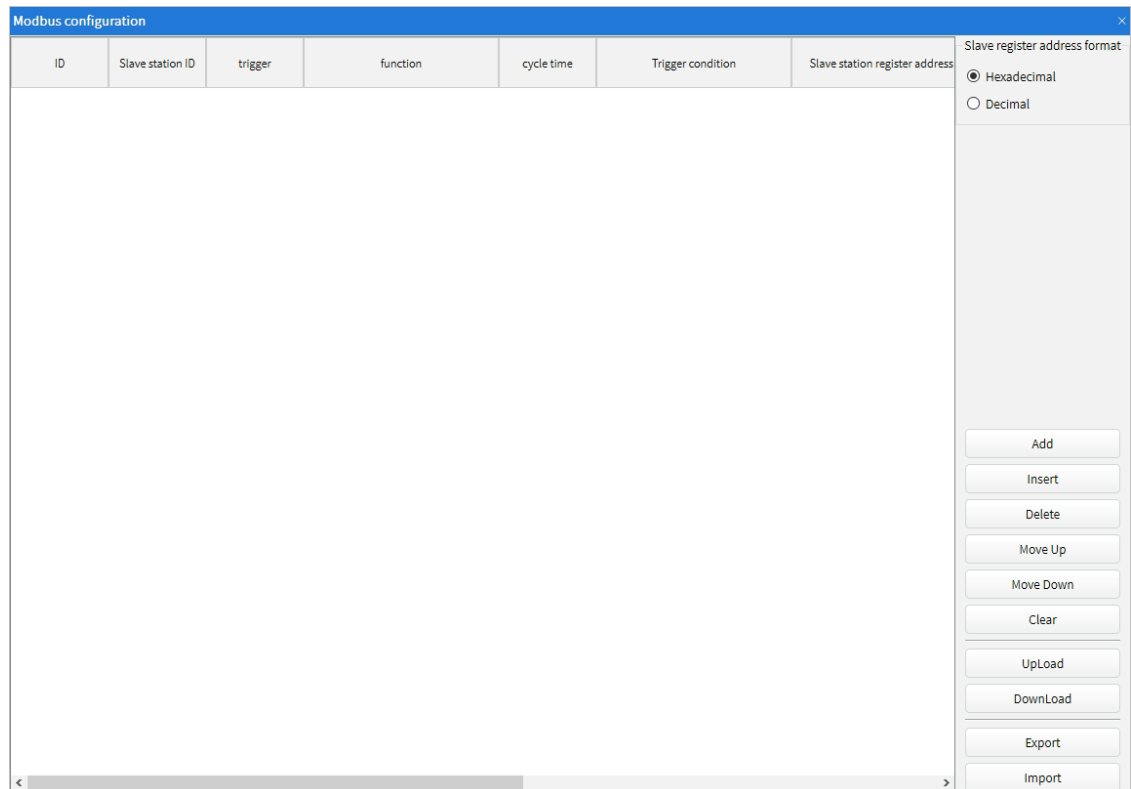 Modbus configuration
ID Slave station ID trigger function cycle time Trigger condition Slave station register address
Slave register address format
Hexadecimal
Decimal
Add
Insert
Delete
Move Up
Move Down
Clear
UpLoad
DownLoad
Export
Import